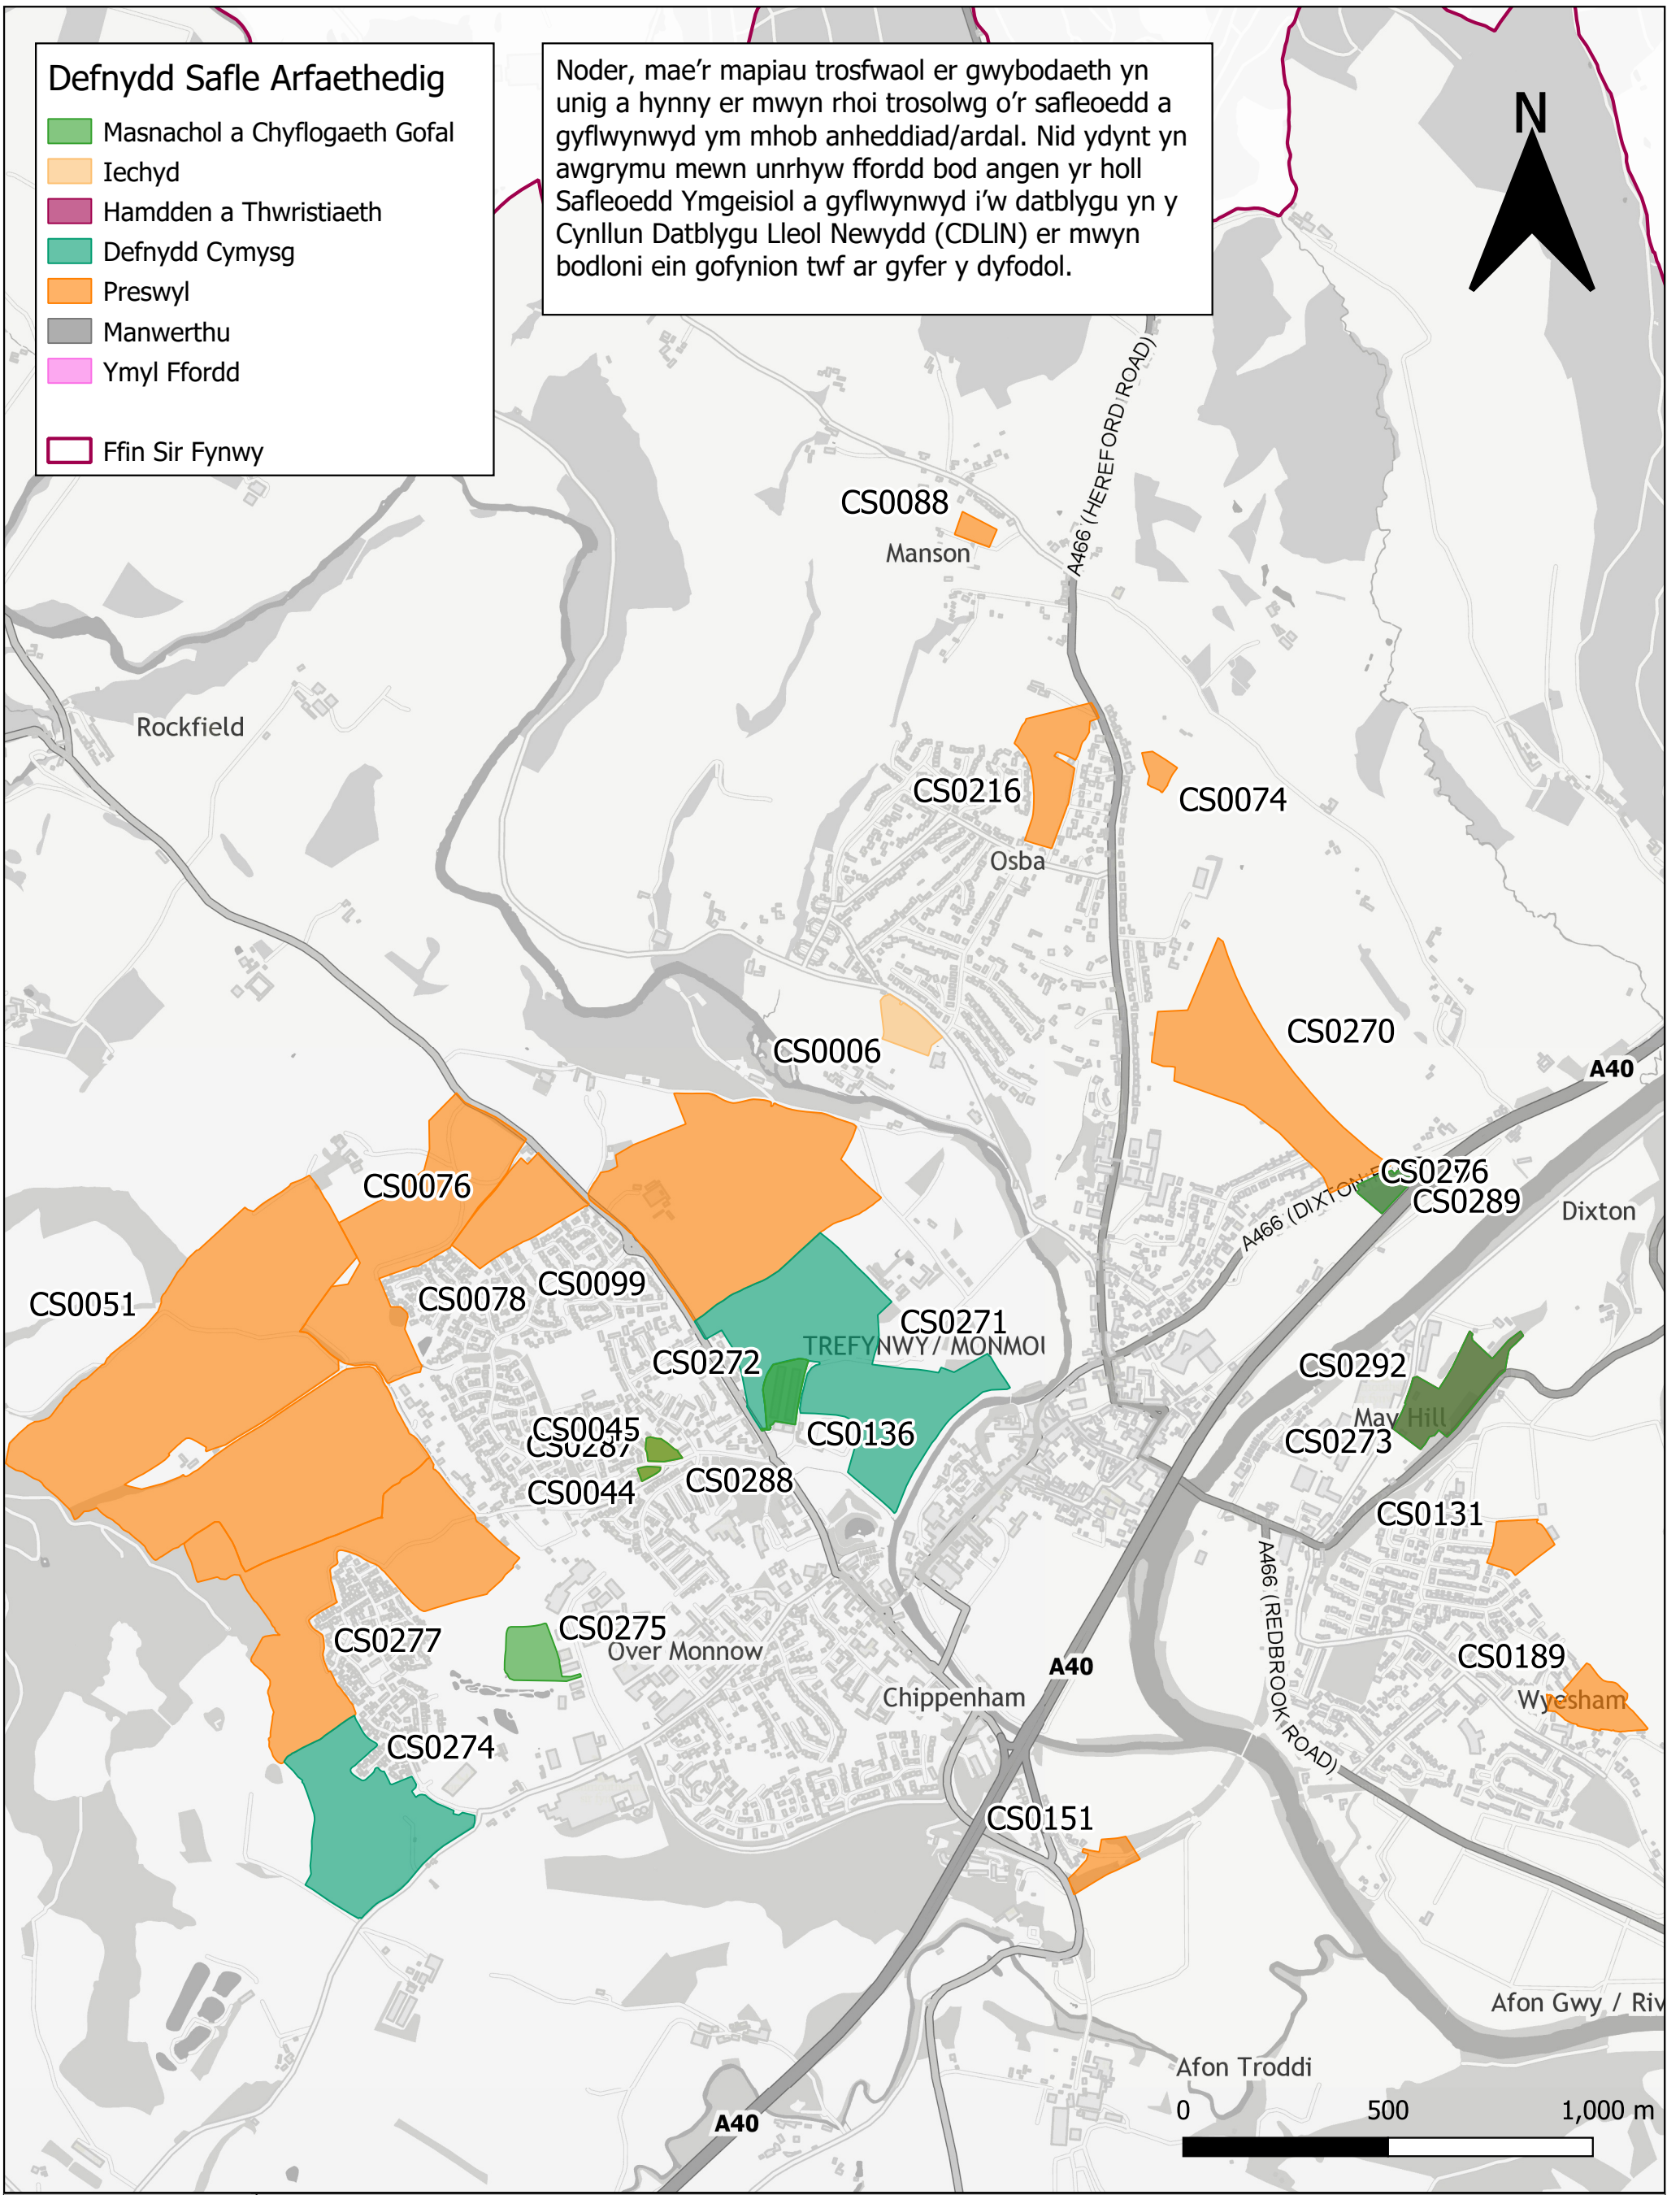 Defnydd Safle Arfaethedig
Masnachol a Chyflogaeth Gofal
Iechyd
Hamdden a Thwristiaeth
Defnydd Cymysg
Preswyl
Manwerthu
Ymyl Ffordd
Ffin Sir Fynwy
Noder, mae'r mapiau trosfwaol er gwybodaeth yn
unig a hynny er mwyn rhoi trosolwg o'r safleoedd a
gyflwynwyd ym mhob anheddiad/ardal. Nid ydynt yn
awgrymu mewn unrhyw ffordd bod angen yr holl
Safleoedd Ymgeisiol a gyflwynwyd i'w datblygu yn y
Cynllun Datblygu Lleol Newydd (CDLlN) er mwyn
bodloni ein gofynion twf ar gyfer y dyfodol.
N
A466 (HEREFORD ROAD)
CS0088
Manson
Rockfield
CS0216
CS0074
Osba
CS0270
CS0006
A40
CS0076
CS0276
CS0289
A466 (DIXTON
Dixton
CS0051
CS0078
CS0099
CS0271
TREFYNWY/ MONMOU
CS0272
CS0292
May Hill
CS0273
CS0045
CS0287
CS0136
CS0288
CS0044
CS0131
A466 (REDBROOK ROAD)
CS0275
CS0277
Over Monnow
CS0189
Wyesham
A40
Chippenham
CS0274
CS0151
Afon Gwy / Riv
Afon Troddi
A40
0 500 1,000 m